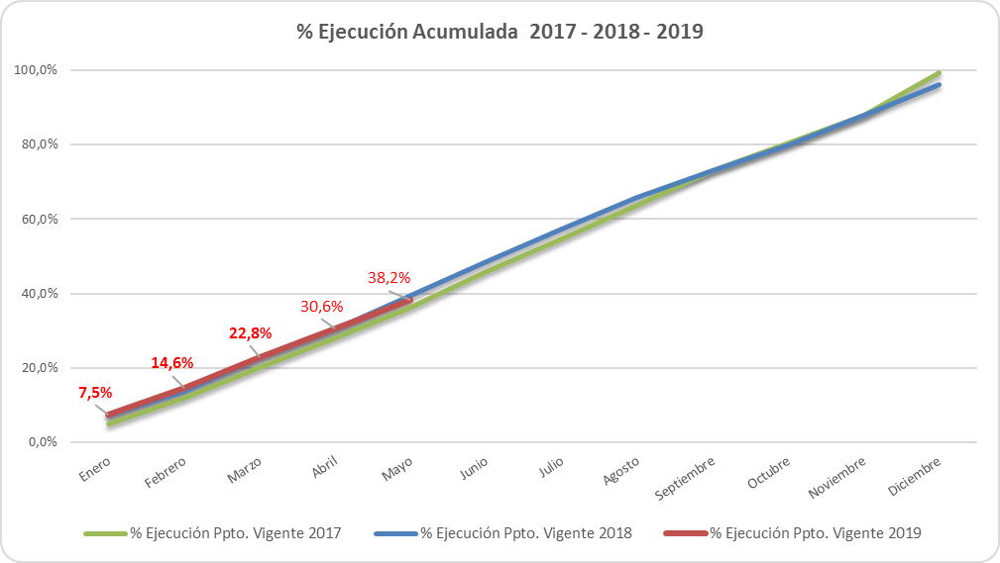 % Ejecución Acumulada 2017 - 2018 - 2019
100,0%
80,0%
60,0%
40,0%
20,0%
0,0%
7,5%
14,6%
22,8%
30,6%
38,2%
Enero
Febrero
Marzo
Abril
Mayo
Junio
Julio
Agosto
Septiembre
Octubre
Noviembre
Diciembre
% Ejecución Ppto. Vigente 2017
% Ejecución Ppto. Vigente 2018
% Ejecución Ppto. Vigente 2019